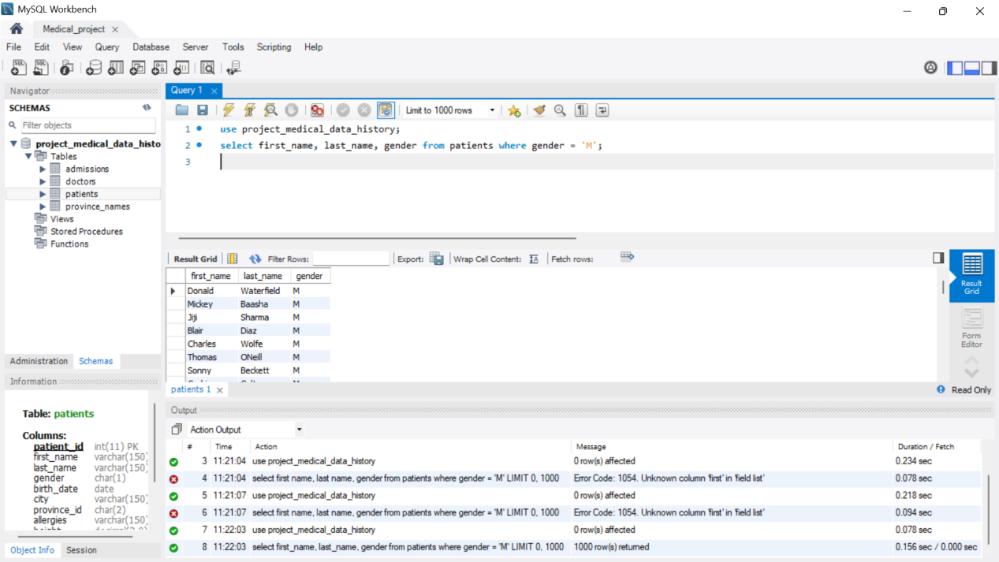 MySQL Workbench
Medical_project
File Edit View Query Database Server Tools Scripting Help
Navigator
SCHEMAS
Filter objects
project_medical_data_histo
Tables
admissions
doctors
patients
province_names
Views
Stored Procedures
Functions
Administration Schemas
Information
Table: patients
Columns:
patient_id int(11) PK
first_name varchar(150)
last_name varchar(150)
gender char(1)
birth_date date
city varchar(150)
province_id char(2)
allergies varchar(150)
Object Info Session
Query 1
Limit to 1000 rows
1 use project_medical_data_history;
2 select first_name, last_name, gender from patients where gender = 'M';
3
Result Grid Filter Rows: Export: Wrap Cell Content: Fetch rows:
first_name last_name gender
Donald Waterfield M
Mickey Baasha M
Jiji Sharma M
Blair Diaz M
Charles Wolfe M
Thomas ONeill M
Sonny Beckett M
Result Grid
Form Editor
patients 1
Read Only
Output
Action Output
# Time Action Message Duration / Fetch
3 11:21:04 use project_medical_data_history 0 row(s) affected 0.234 sec
4 11:21:04 select first name, last name, gender from patients where gender = 'M' LIMIT 0, 1000 Error Code: 1054. Unknown column 'first' in 'field list' 0.078 sec
5 11:21:07 use project_medical_data_history 0 row(s) affected 0.218 sec
6 11:21:07 select first name, last name, gender from patients where gender = 'M' LIMIT 0, 1000 Error Code: 1054. Unknown column 'first' in 'field list' 0.094 sec
7 11:22:03 use project_medical_data_history 0 row(s) affected 0.078 sec
8 11:22:03 select first_name, last_name, gender from patients where gender = 'M' LIMIT 0, 1000 1000 row(s) returned 0.156 sec / 0.000 sec